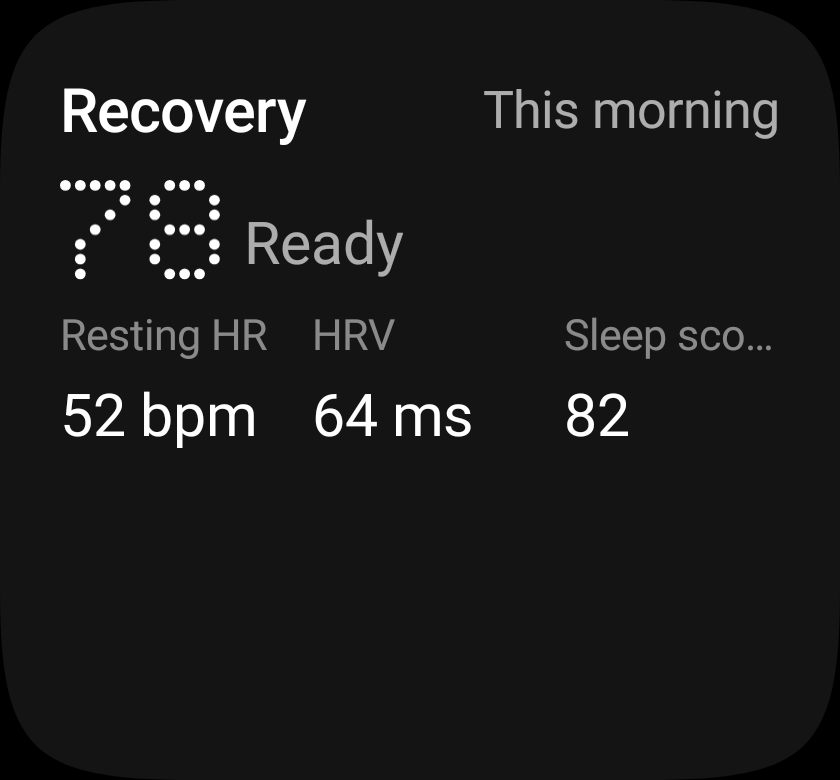 Recovery This morning
78 Ready
Resting HR HRV Sleep sco...
52 bpm 64 ms 82